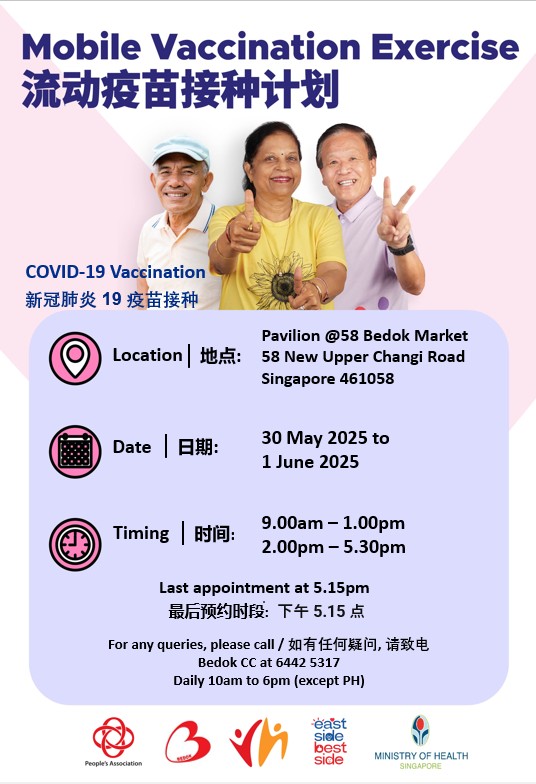 Mobile Vaccination Exercise
流动疫苗接种计划
COVID-19 Vaccination
新冠肺炎 19 疫苗接种
Location | 地点:
Pavilion @58 Bedok Market
58 New Upper Changi Road
Singapore 461058
Date | 日期:
30 May 2025 to
1 June 2025
Timing | 时间:
9.00am – 1.00pm
2.00pm – 5.30pm
Last appointment at 5.15pm
最后预约时段: 下午 5.15 点
For any queries, please call / 如有任何疑问, 请致电
Bedok CC at 6442 5317
Daily 10am to 6pm (except PH)
People's Association
BEDOK
east
side
best
side
MINISTRY OF HEALTH
SINGAPORE